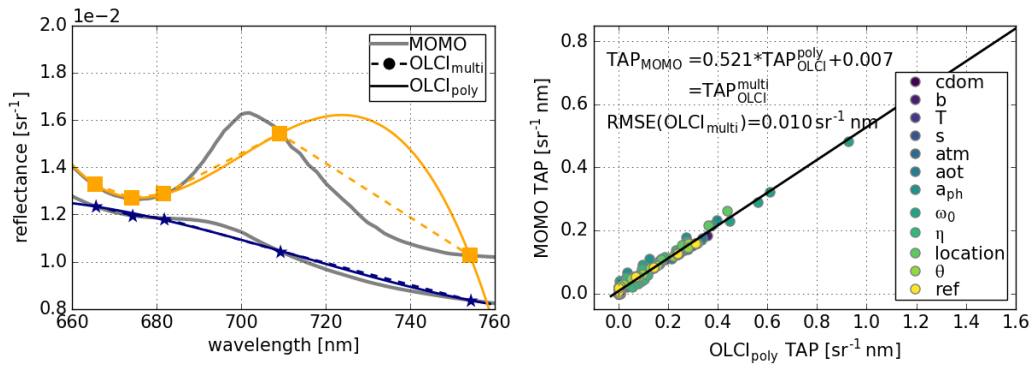 1e−2
2.0
1.8
1.6
1.4
1.2
1.0
0.8
660
680
700
720
740
760
wavelength [nm]
reflectance [sr⁻¹]
MOMO
OLCI_multi
OLCI_poly
0.8
0.6
0.4
0.2
0.0
0.0
0.2
0.4
0.6
0.8
1.0
1.2
1.4
1.6
OLCI_poly TAP [sr⁻¹ nm]
MOMO TAP [sr⁻¹ nm]
TAP_MOMO =0.521*TAP_OLCI^poly+0.007
=TAP_OLCI^multi
RMSE(OLCI_multi)=0.010 sr⁻¹ nm
cdom
b
T
s
atm
aot
a_ph
ω₀
η
location
θ
ref